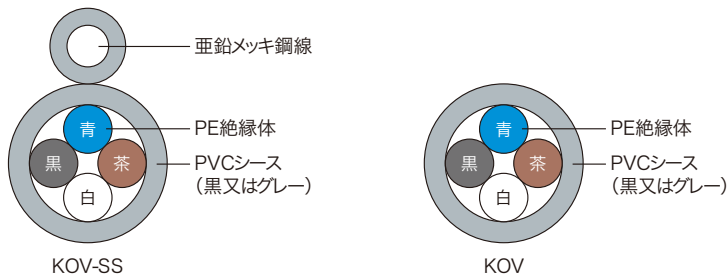 亜鉛メッキ鋼線
青
PE絶縁体
黒
茶
PVCシース
（黒又はグレー）
白
KOV-SS
青
PE絶縁体
黒
茶
PVCシース
（黒又はグレー）
白
KOV